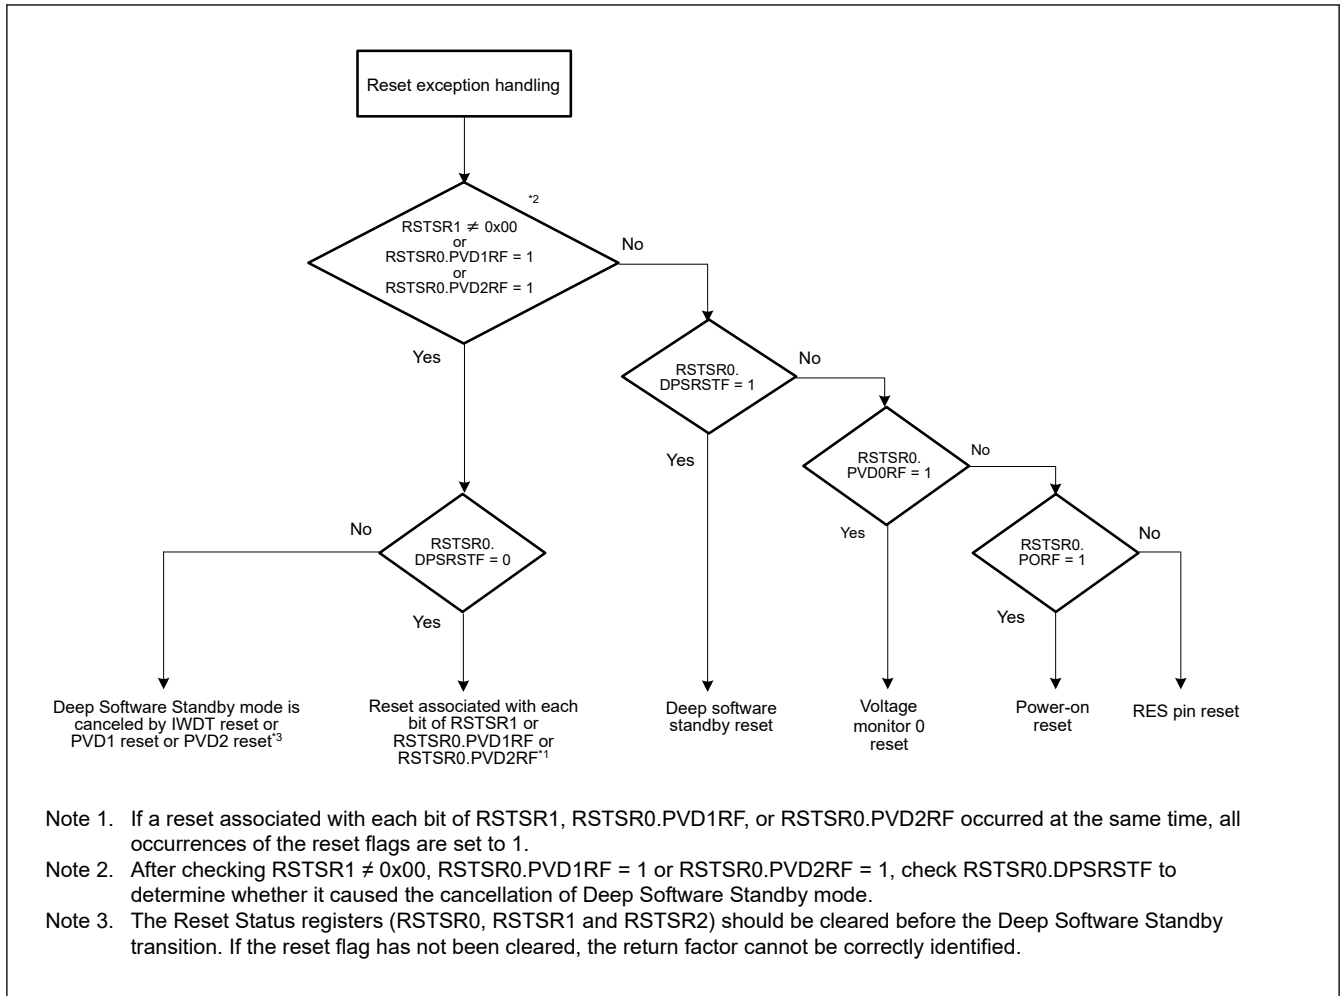 Reset exception handling
*2
RSTSR1 ≠ 0x00
or
RSTSR0.PVD1RF = 1
or
RSTSR0.PVD2RF = 1
No
Yes
RSTSR0.
DPSRSTF = 1
No
Yes
RSTSR0.
PVD0RF = 1
No
Yes
RSTSR0.
DPSRSTF = 0
No
Yes
RSTSR0.
PORF = 1
No
Yes
Deep Software Standby mode is
canceled by IWDT reset or
PVD1 reset or PVD2 reset*3
Reset associated with each
bit of RSTSR1 or
RSTSR0.PVD1RF or
RSTSR0.PVD2RF*1
Deep software
standby reset
Voltage
monitor 0
reset
Power-on
reset
RES pin reset
Note 1. If a reset associated with each bit of RSTSR1, RSTSR0.PVD1RF, or RSTSR0.PVD2RF occurred at the same time, all
occurrences of the reset flags are set to 1.
Note 2. After checking RSTSR1 ≠ 0x00, RSTSR0.PVD1RF = 1 or RSTSR0.PVD2RF = 1, check RSTSR0.DPSRSTF to
determine whether it caused the cancellation of Deep Software Standby mode.
Note 3. The Reset Status registers (RSTSR0, RSTSR1 and RSTSR2) should be cleared before the Deep Software Standby
transition. If the reset flag has not been cleared, the return factor cannot be correctly identified.